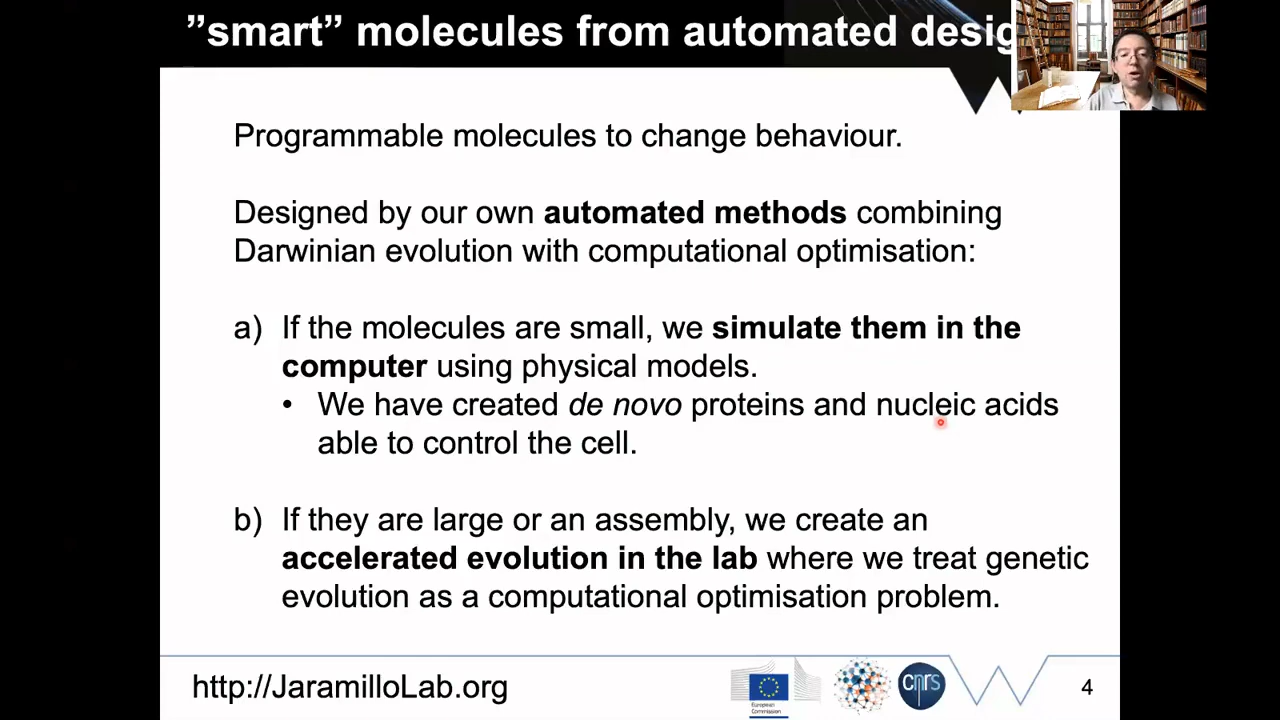 ”smart” molecules from automated desig
Programmable molecules to change behaviour.
Designed by our own automated methods combining
Darwinian evolution with computational optimisation:
a) If the molecules are small, we simulate them in the
computer using physical models.
• We have created de novo proteins and nucleic acids
able to control the cell.
b) If they are large or an assembly, we create an
accelerated evolution in the lab where we treat genetic
evolution as a computational optimisation problem.
http://JaramilloLab.org
European
Commission
cnrs
4